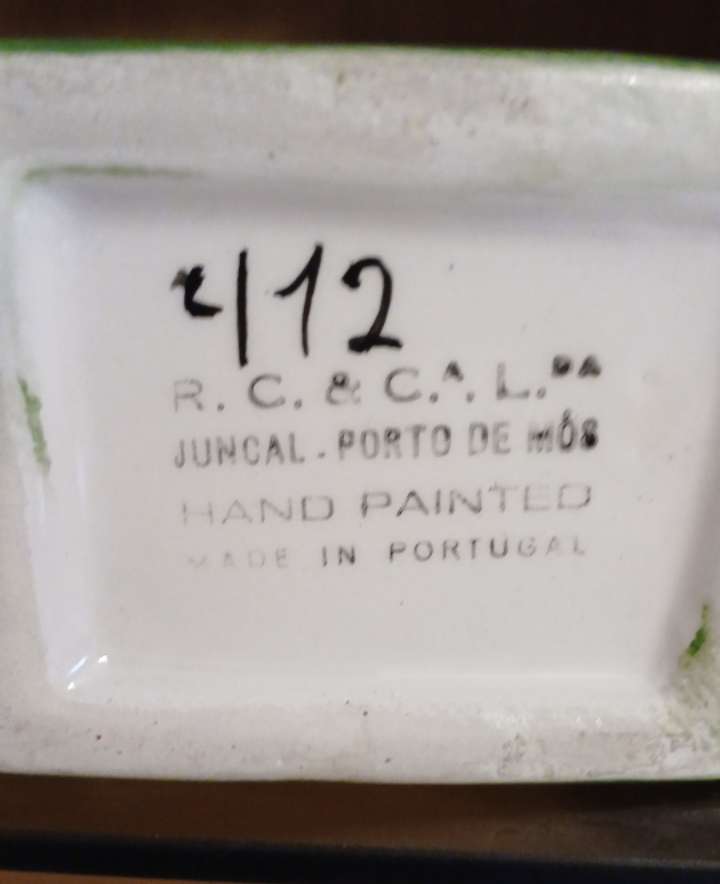 412
R. C. & C.ᴬ. L.ᴰᴬ
JUNCAL - PORTO DE MÓS
HAND PAINTED
MADE IN PORTUGAL